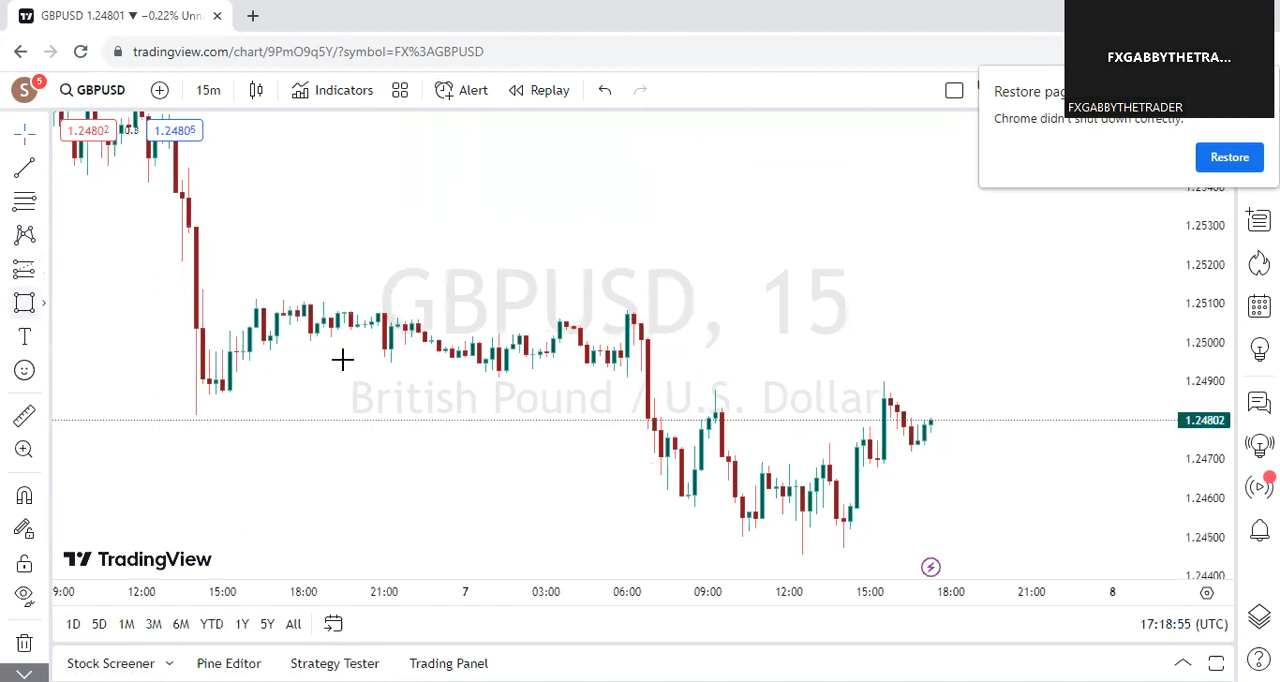 GBPUSD 1.24801 ▼ −0.22% Unn
tradingview.com/chart/9PmO9q5Y/?symbol=FX%3AGBPUSD
FXGABBYTHETRA...
FXGABBYTHETRADER
S 5 GBPUSD 15m Indicators Alert Replay
Restore pag
Chrome didn't shut down correctly.
Restore
1.24802 0.3 1.24805
GBPUSD, 15
British Pound / U.S. Dollar
1.25400
1.25300
1.25200
1.25100
1.25000
1.24900
1.24802
1.24700
1.24600
1.24500
1.24400
TradingView
9:00 12:00 15:00 18:00 21:00 7 03:00 06:00 09:00 12:00 15:00 18:00 21:00 8
1D 5D 1M 3M 6M YTD 1Y 5Y All 17:18:55 (UTC)
Stock Screener Pine Editor Strategy Tester Trading Panel